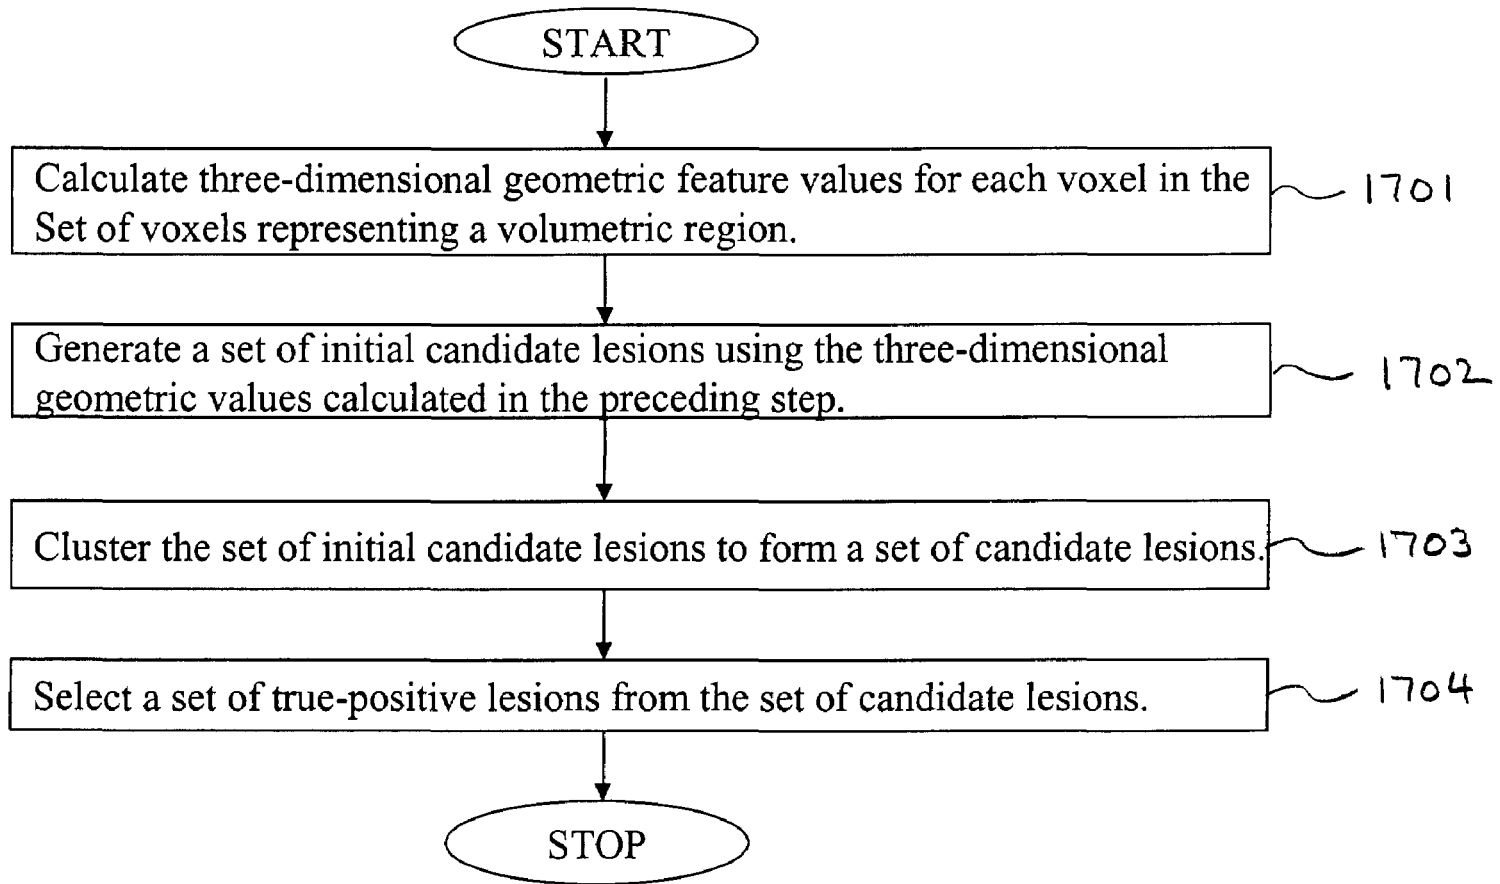 START
Calculate three-dimensional geometric feature values for each voxel in the
Set of voxels representing a volumetric region.
1701
Generate a set of initial candidate lesions using the three-dimensional
geometric values calculated in the preceding step.
1702
Cluster the set of initial candidate lesions to form a set of candidate lesions.
1703
Select a set of true-positive lesions from the set of candidate lesions.
1704
STOP